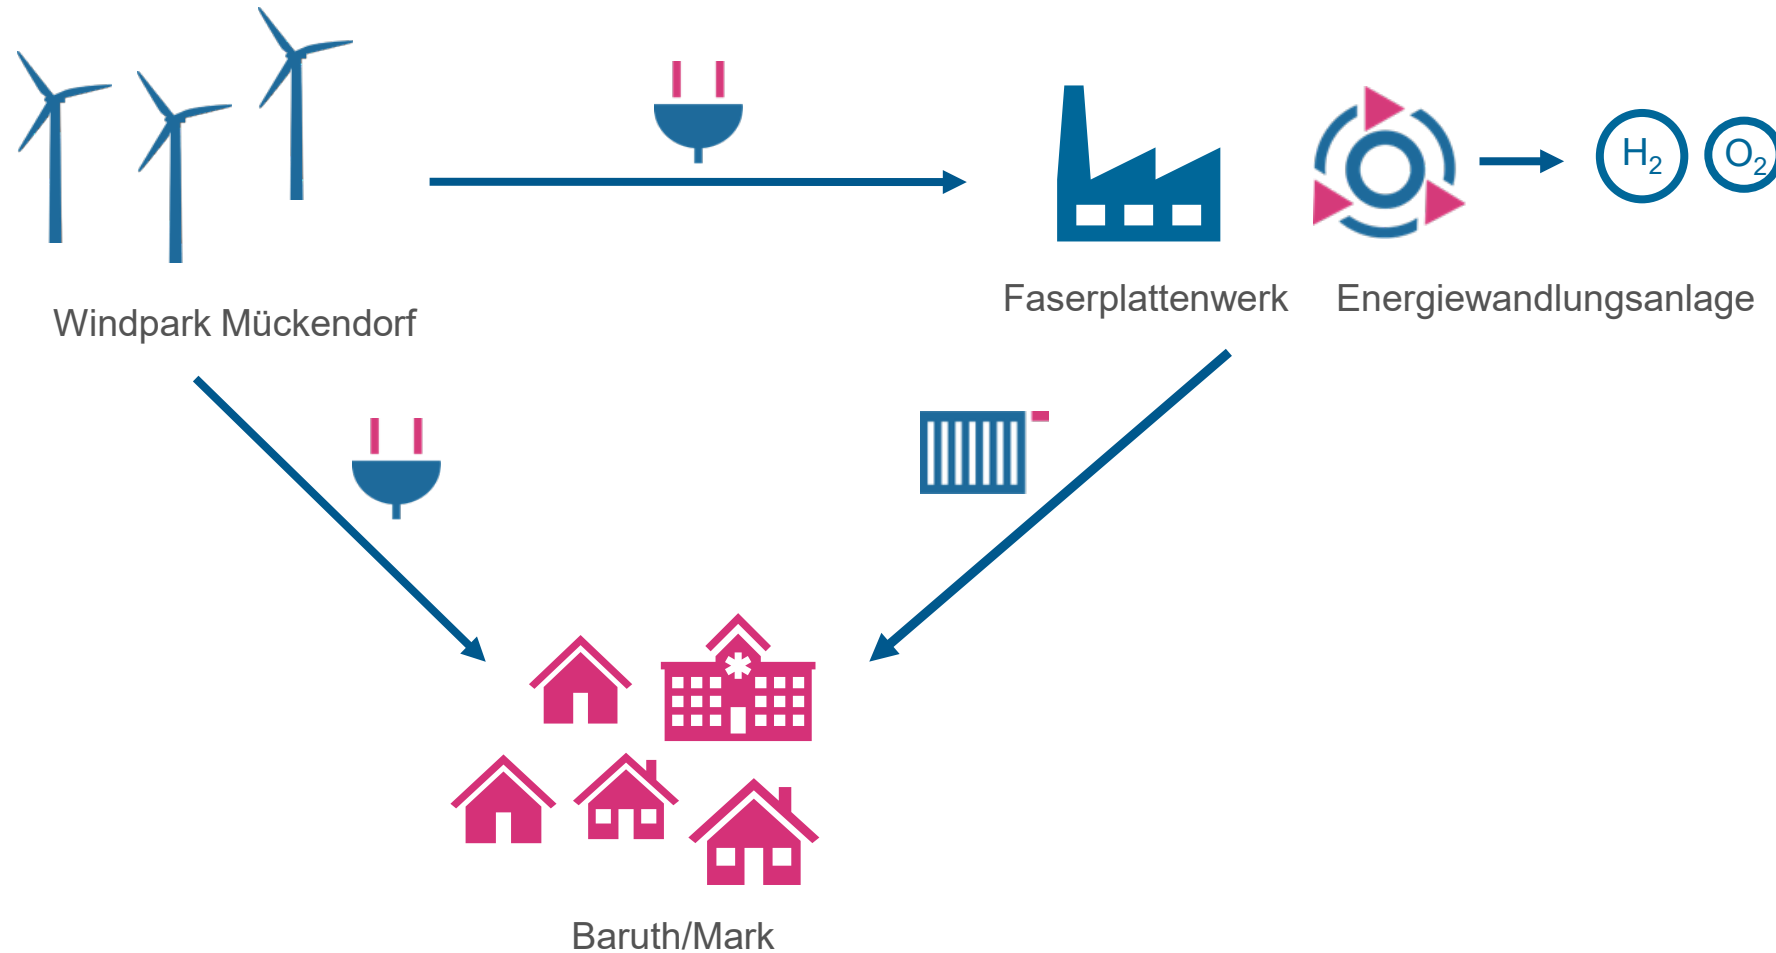 H₂ O₂
Faserplattenwerk Energiewandlungsanlage
Windpark Mückendorf
Baruth/Mark